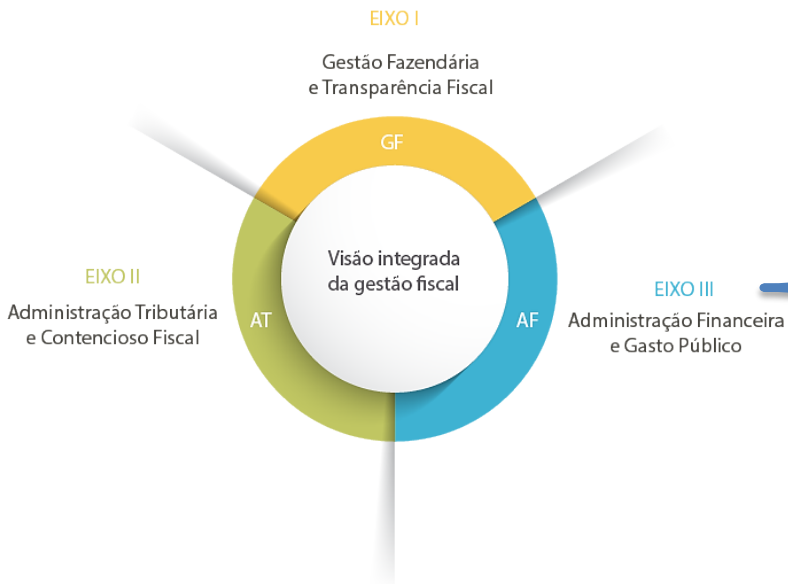 EIXO I
Gestão Fazendária
e Transparência Fiscal
GF
Visão integrada
da gestão fiscal
EIXO II
Administração Tributária
e Contencioso Fiscal
AT
AF
EIXO III
Administração Financeira
e Gasto Público